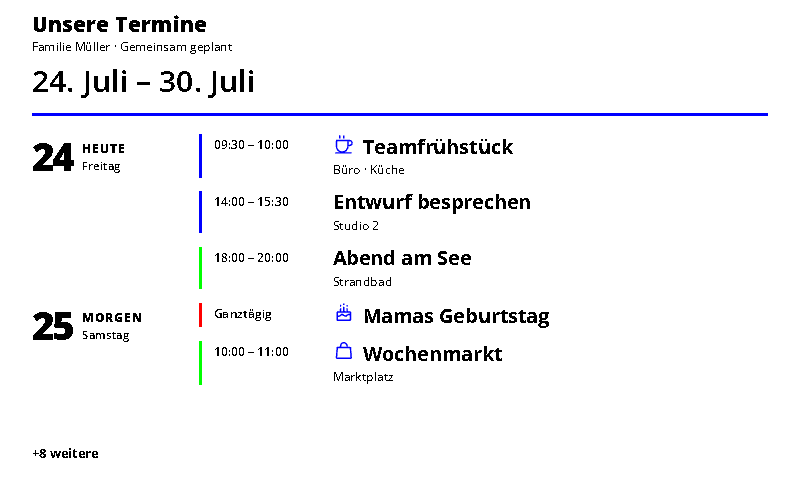 Unsere Termine
Familie Müller · Gemeinsam geplant
24. Juli – 30. Juli
24 HEUTE
Freitag
09:30 – 10:00 Teamfrühstück
Büro · Küche
14:00 – 15:30 Entwurf besprechen
Studio 2
18:00 – 20:00 Abend am See
Strandbad
25 MORGEN
Samstag
Ganztägig Mamas Geburtstag
10:00 – 11:00 Wochenmarkt
Marktplatz
+8 weitere